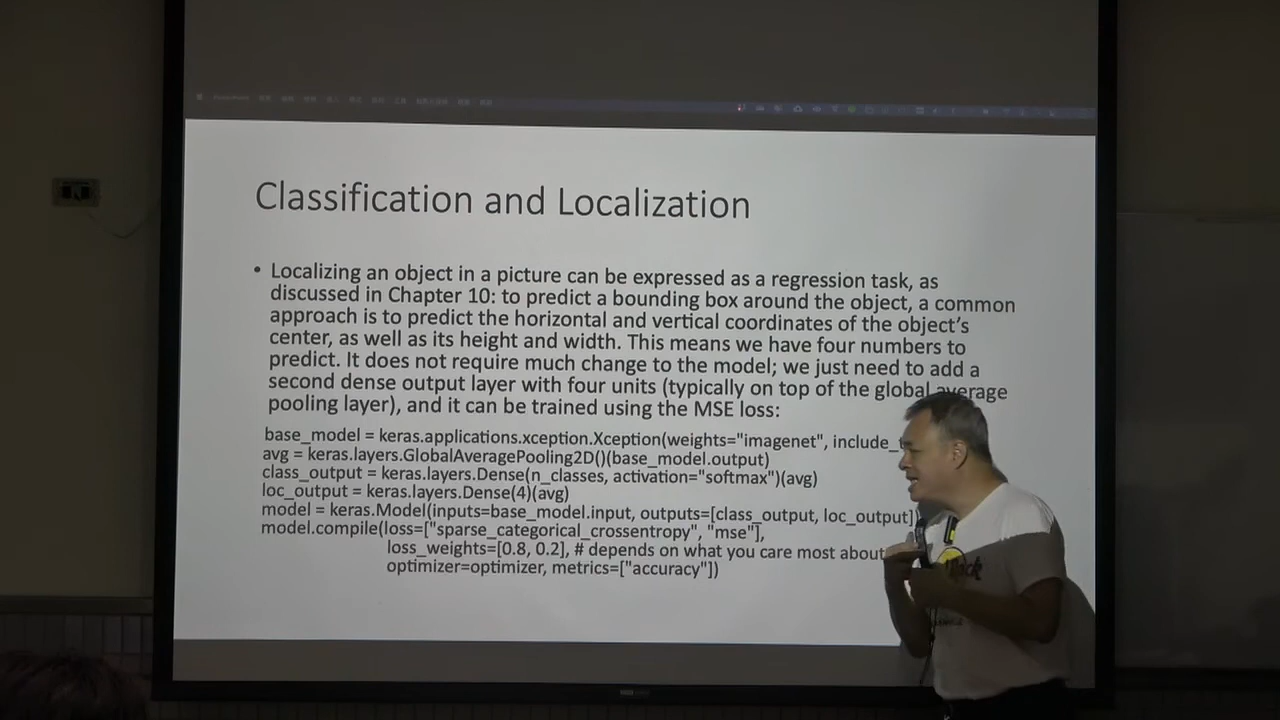 Classification and Localization
• Localizing an object in a picture can be expressed as a regression task, as
discussed in Chapter 10: to predict a bounding box around the object, a common
approach is to predict the horizontal and vertical coordinates of the object's
center, as well as its height and width. This means we have four numbers to
predict. It does not require much change to the model; we just need to add a
second dense output layer with four units (typically on top of the global average
pooling layer), and it can be trained using the MSE loss:
base_model = keras.applications.xception.Xception(weights="imagenet",
avg = keras.layers.GlobalAveragePooling2D()(base_model.output)
class_output = keras.layers.Dense(n_classes, activation="softmax")(avg)
loc_output = keras.layers.Dense(4)(avg)
model = keras.Model(inputs=base_model.input, outputs=[class_output, loc_output])
model.compile(loss=["sparse_categorical_crossentropy", "mse"],
loss_weights=[0.8, 0.2], # depends on what you care most about
optimizer=optimizer, metrics=["accuracy"])